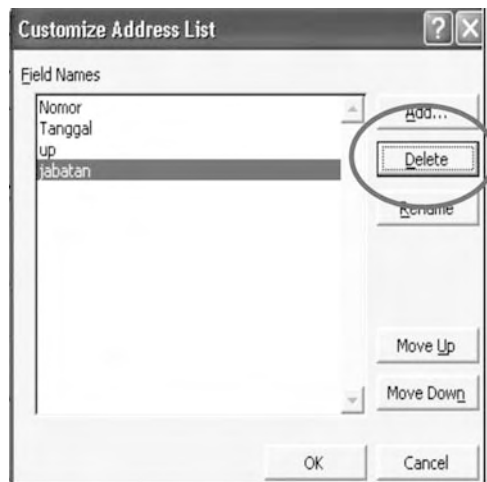 Customize Address List
Field Names
Nomor
Tanggal
up
jabatan
Add...
Delete
Rename
Move Up
Move Down
OK
Cancel